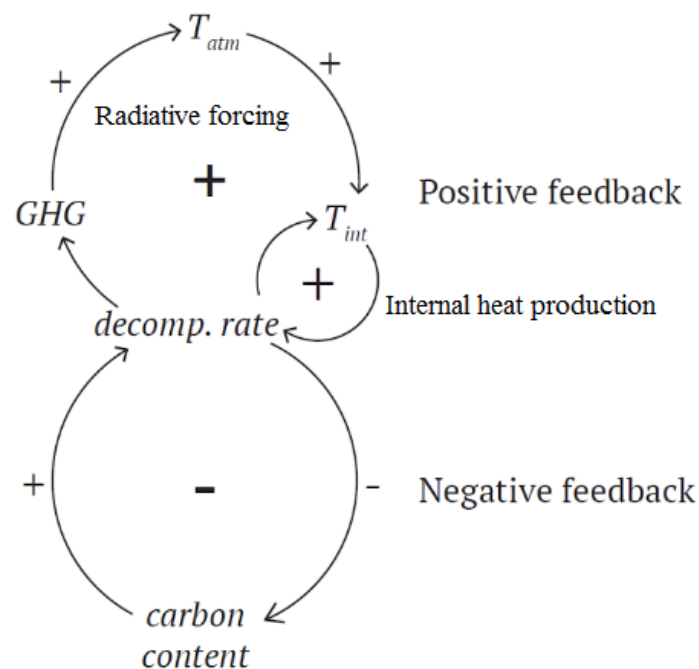 T_atm
+ +
Radiative forcing
+
Positive feedback
GHG
T_int
+
Internal heat production
decomp. rate
+ - -
Negative feedback
carbon
content